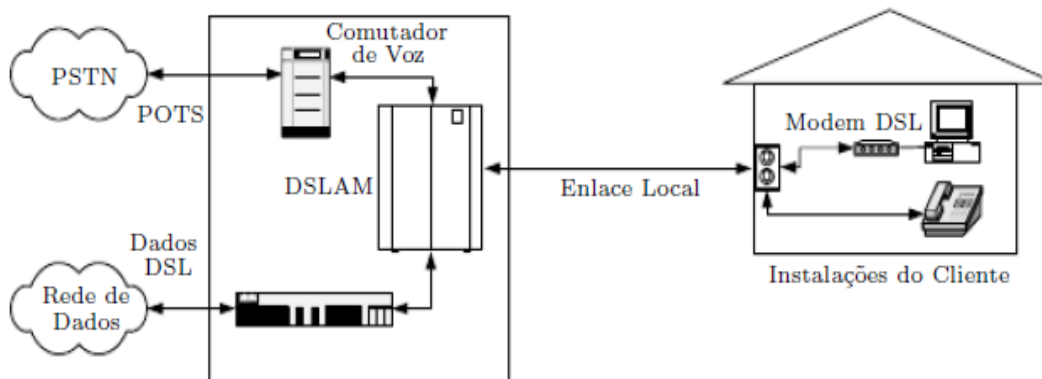 Comutador
de Voz
PSTN
POTS
DSLAM
Enlace Local
Modem DSL
Instalações do Cliente
Dados
DSL
Rede de
Dados